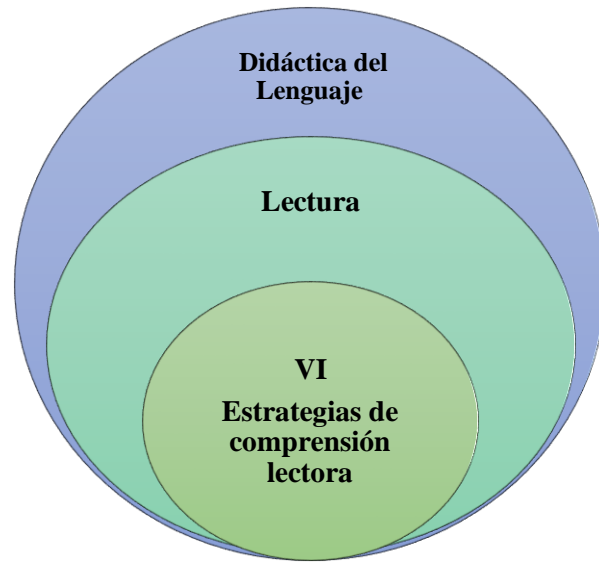 Didáctica del
Lenguaje
Lectura
VI
Estrategias de
comprensión
lectora